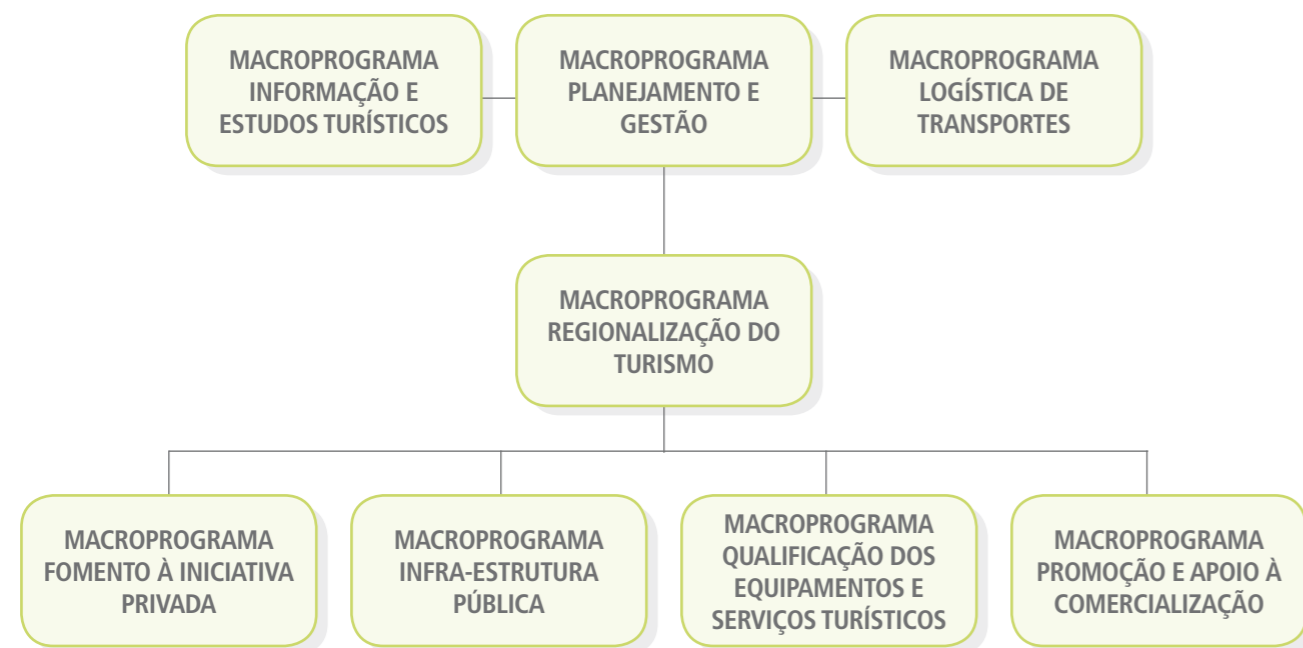 MACROPROGRAMA
INFORMAÇÃO E
ESTUDOS TURÍSTICOS
MACROPROGRAMA
PLANEJAMENTO E
GESTÃO
MACROPROGRAMA
LOGÍSTICA DE
TRANSPORTES
MACROPROGRAMA
REGIONALIZAÇÃO DO
TURISMO
MACROPROGRAMA
FOMENTO À INICIATIVA
PRIVADA
MACROPROGRAMA
INFRA-ESTRUTURA
PÚBLICA
MACROPROGRAMA
QUALIFICAÇÃO DOS
EQUIPAMENTOS E
SERVIÇOS TURÍSTICOS
MACROPROGRAMA
PROMOÇÃO E APOIO À
COMERCIALIZAÇÃO